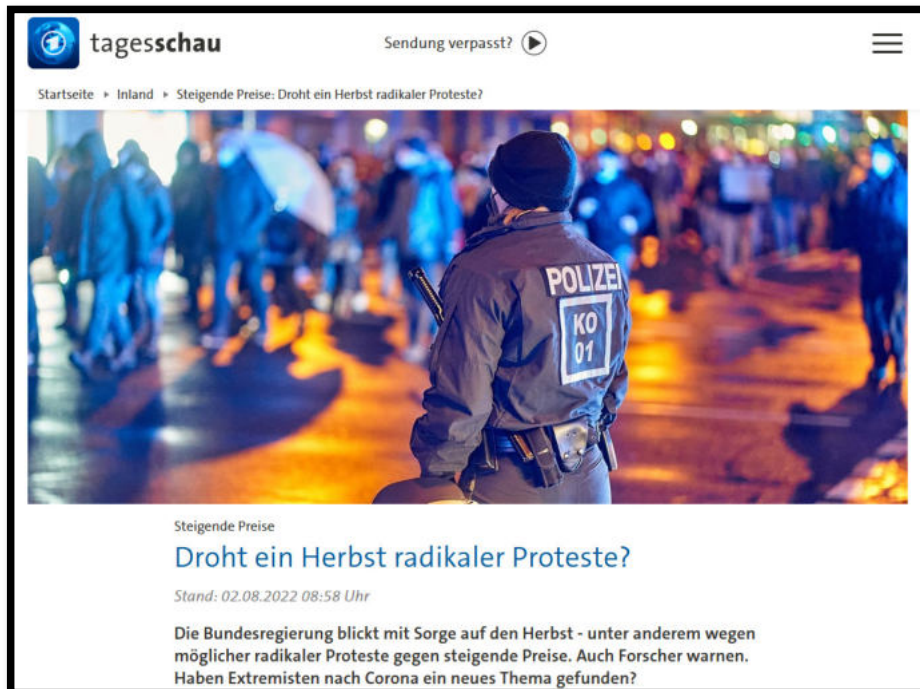 tagesschau
Sendung verpasst?
Startseite ▸ Inland ▸ Steigende Preise: Droht ein Herbst radikaler Proteste?
POLIZEI
KO
01
Steigende Preise
Droht ein Herbst radikaler Proteste?
Stand: 02.08.2022 08:58 Uhr
Die Bundesregierung blickt mit Sorge auf den Herbst - unter anderem wegen
möglicher radikaler Proteste gegen steigende Preise. Auch Forscher warnen.
Haben Extremisten nach Corona ein neues Thema gefunden?